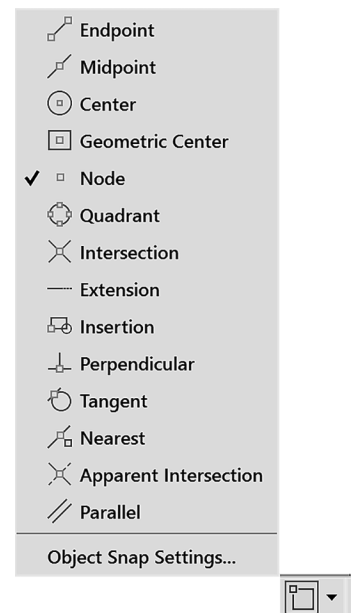 Endpoint
Midpoint
Center
Geometric Center
Node
Quadrant
Intersection
Extension
Insertion
Perpendicular
Tangent
Nearest
Apparent Intersection
Parallel
Object Snap Settings...